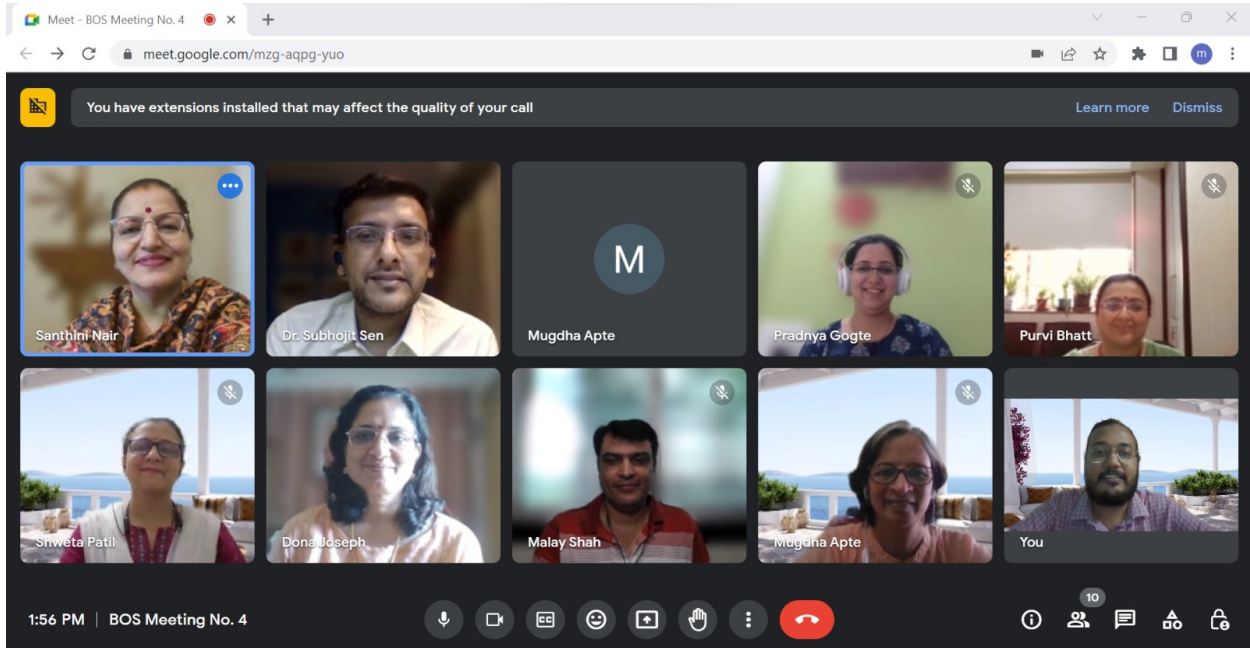 Meet - BOS Meeting No. 4
meet.google.com/mzg-aqpg-yuo
m
You have extensions installed that may affect the quality of your call
Learn more
Dismiss
Santhini Nair
Dr. Subhojit Sen
M
Mugdha Apte
Pradnya Gogte
Purvi Bhatt
Shweta Patil
Dona Joseph
Malay Shah
Mugdha Apte
You
1:56 PM | BOS Meeting No. 4
CC
10